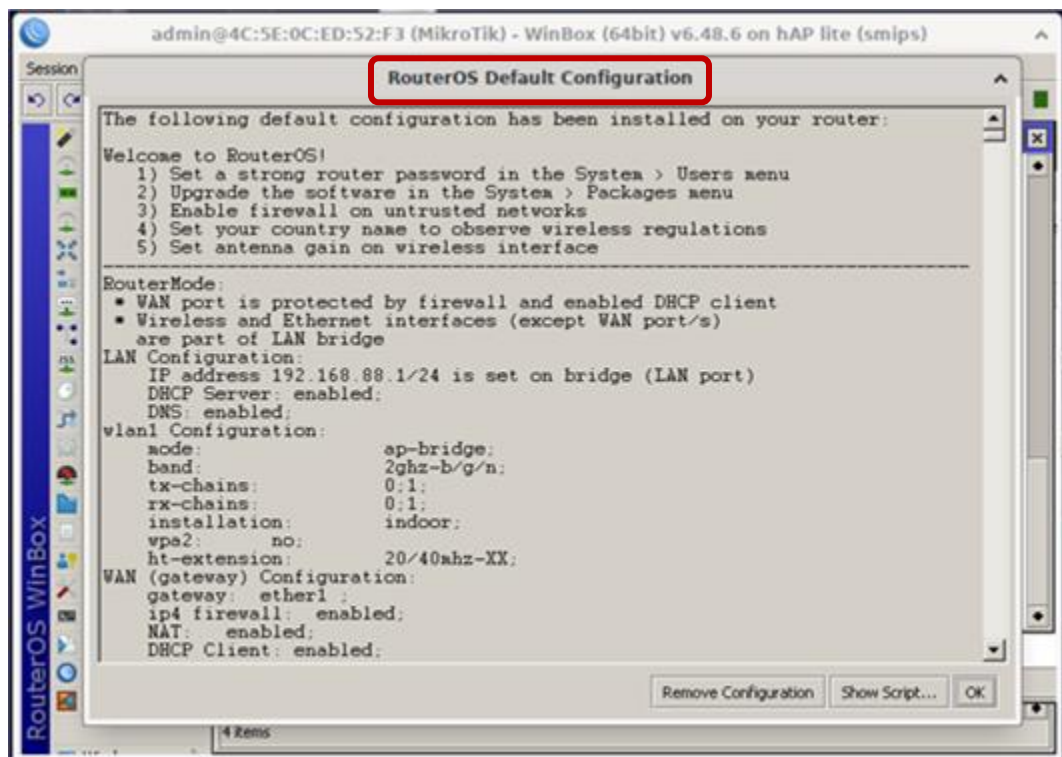 admin@4C:5E:0C:ED:52:F3 (MikroTik) - WinBox (64bit) v6.48.6 on hAP lite (smips)
Session
RouterOS Default Configuration
The following default configuration has been installed on your router:
Welcome to RouterOS!
1) Set a strong router password in the System > Users menu
2) Upgrade the software in the System > Packages menu
3) Enable firewall on untrusted networks
4) Set your country name to observe wireless regulations
5) Set antenna gain on wireless interface
RouterMode:
* WAN port is protected by firewall and enabled DHCP client
* Wireless and Ethernet interfaces (except WAN port/s)
are part of LAN bridge
LAN Configuration:
IP address 192.168.88.1/24 is set on bridge (LAN port)
DHCP Server: enabled;
DNS: enabled;
wlan1 Configuration:
mode: ap-bridge;
band: 2ghz-b/g/n;
tx-chains: 0;1;
rx-chains: 0;1;
installation: indoor;
wpa2: no;
ht-extension: 20/40mhz-XX;
WAN (gateway) Configuration:
gateway: ether1 ;
ip4 firewall: enabled;
NAT: enabled;
DHCP Client: enabled;
Remove Configuration Show Script... OK
4 items
RouterOS WinBox